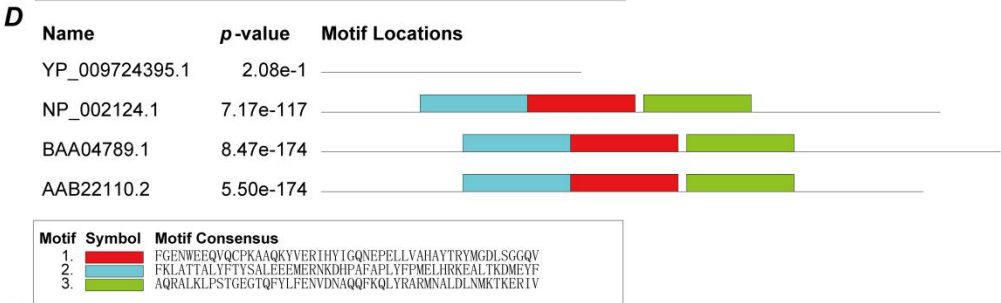 D
Name p-value Motif Locations
YP_009724395.1 2.08e-1
NP_002124.1 7.17e-117
BAA04789.1 8.47e-174
AAB22110.2 5.50e-174
Motif Symbol Motif Consensus
1. FGENWEEQVQCPKAAQKYVERIHYIGQNEPELLVAHAYTRYMGDLSGGQV
2. FKLATTALYFTYSALEEEMERNKDHPAFAPLYFPMELHRKEALTKDMEYF
3. AQRALKLPSTGEGTQFYLFENVDNAQQFKQLYRARMNALDLNMKTKERIV